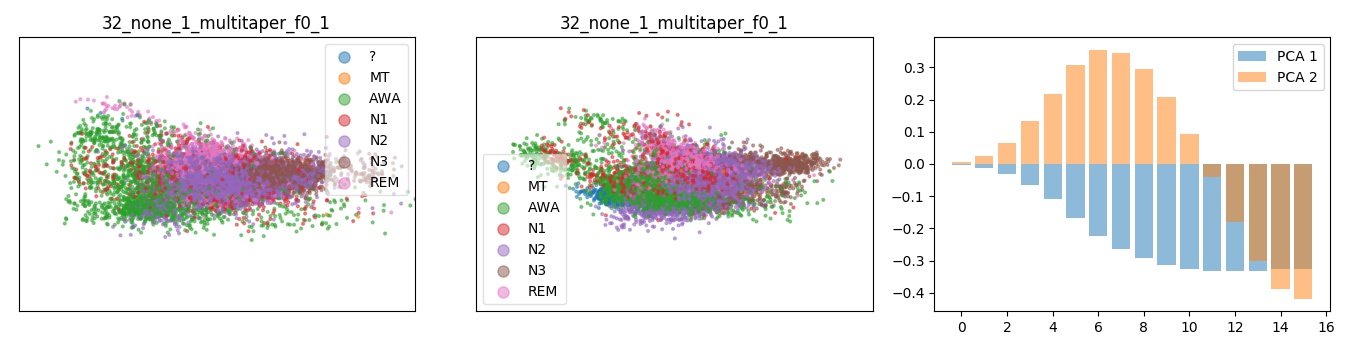 32_none_1_multitaper_f0_1
?
MT
AWA
N1
N2
N3
REM
32_none_1_multitaper_f0_1
?
MT
AWA
N1
N2
N3
REM
PCA 1
PCA 2
0.3
0.2
0.1
0.0
−0.1
−0.2
−0.3
−0.4
0 2 4 6 8 10 12 14 16